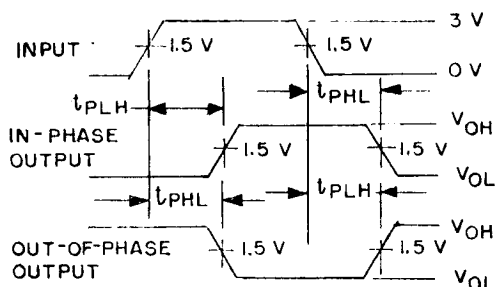 3 V
INPUT 1.5 V 1.5 V
0 V
tPLH tPHL
IN-PHASE OUTPUT 1.5 V 1.5 V
VOH
VOL
tPHL tPLH
OUT-OF-PHASE OUTPUT 1.5 V 1.5 V
VOH
VOL